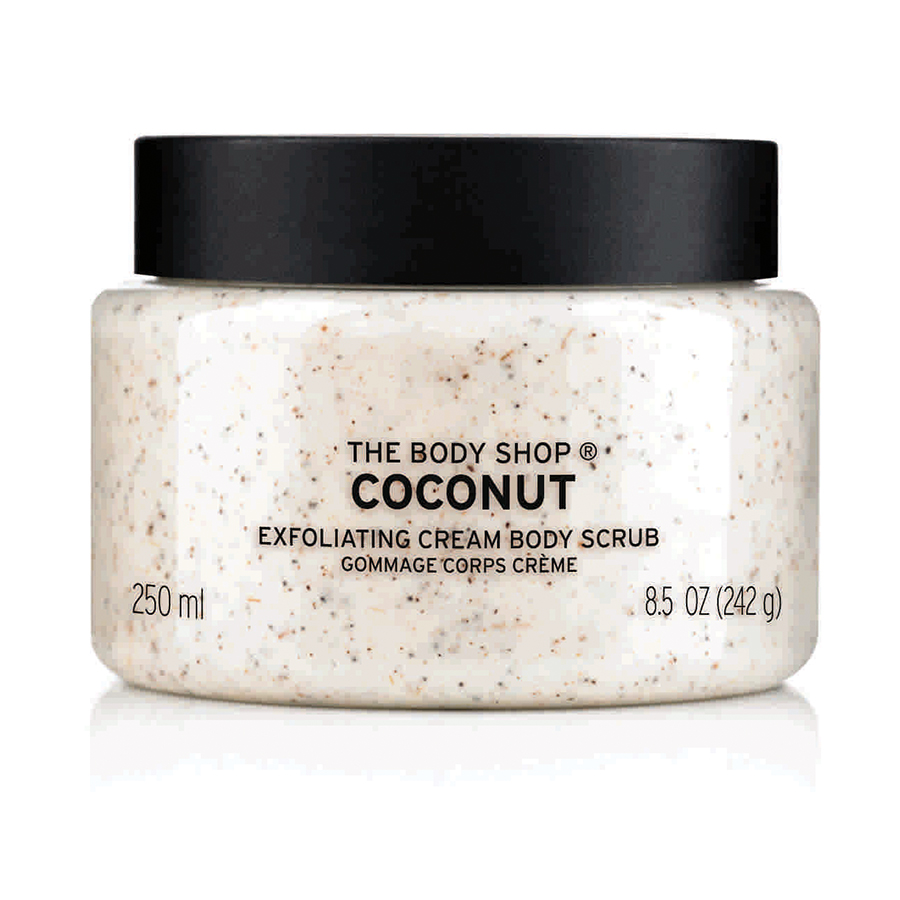 THE BODY SHOP ®
COCONUT
EXFOLIATING CREAM BODY SCRUB
GOMMAGE CORPS CRÈME
250 ml
8.5 OZ (242 g)